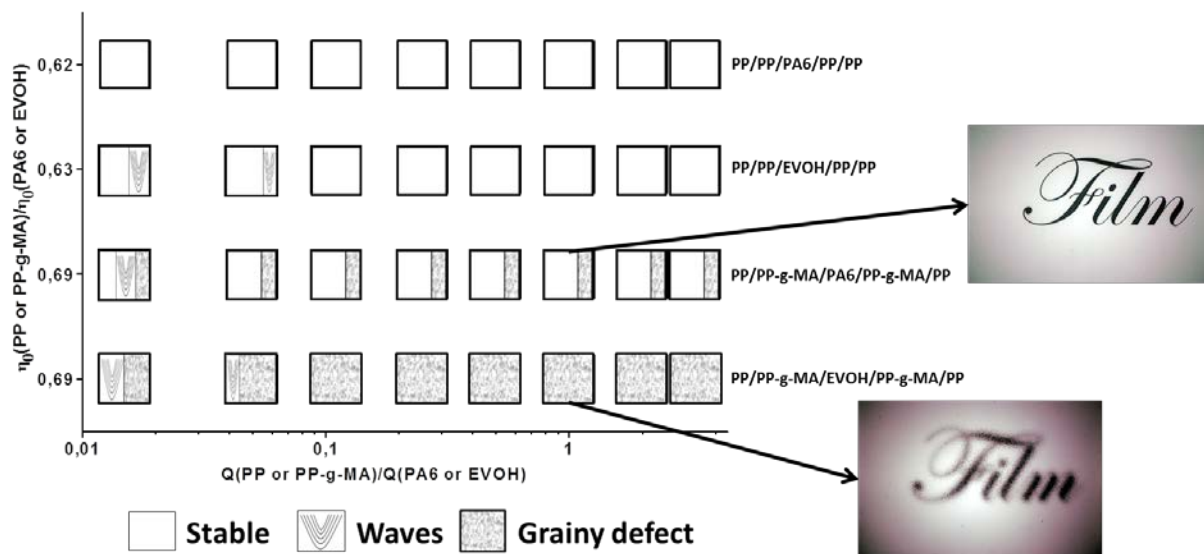 η₀(PP or PP-g-MA)/η₀(PA6 or EVOH)
0,62
PP/PP/PA6/PP/PP
0,63
PP/PP/EVOH/PP/PP
Film
0,69
PP/PP-g-MA/PA6/PP-g-MA/PP
0,69
PP/PP-g-MA/EVOH/PP-g-MA/PP
0,01
0,1
1
Q(PP or PP-g-MA)/Q(PA6 or EVOH)
Film
Stable
Waves
Grainy defect